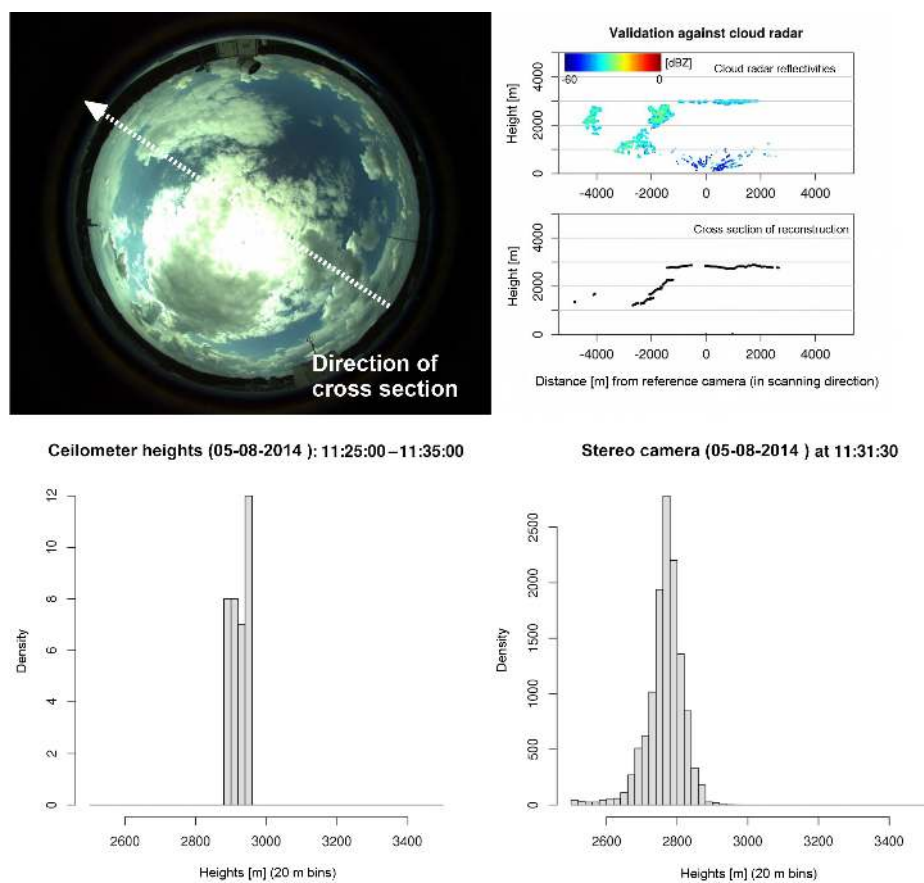 Direction of
cross section
Validation against cloud radar
[dBZ]
-60
0
Cloud radar reflectivities
Height [m]
0
2000
4000
-4000
-2000
0
2000
4000
Cross section of reconstruction
Height [m]
0
2000
4000
-4000
-2000
0
2000
4000
Distance [m] from reference camera (in scanning direction)
Ceilometer heights (05-08-2014 ): 11:25:00–11:35:00
Density
0
2
4
6
8
10
12
2600
2800
3000
3200
3400
Heights [m] (20 m bins)
Stereo camera (05-08-2014 ) at 11:31:30
Density
0
500
1000
1500
2000
2500
2600
2800
3000
3200
3400
Heights [m] (20 m bins)